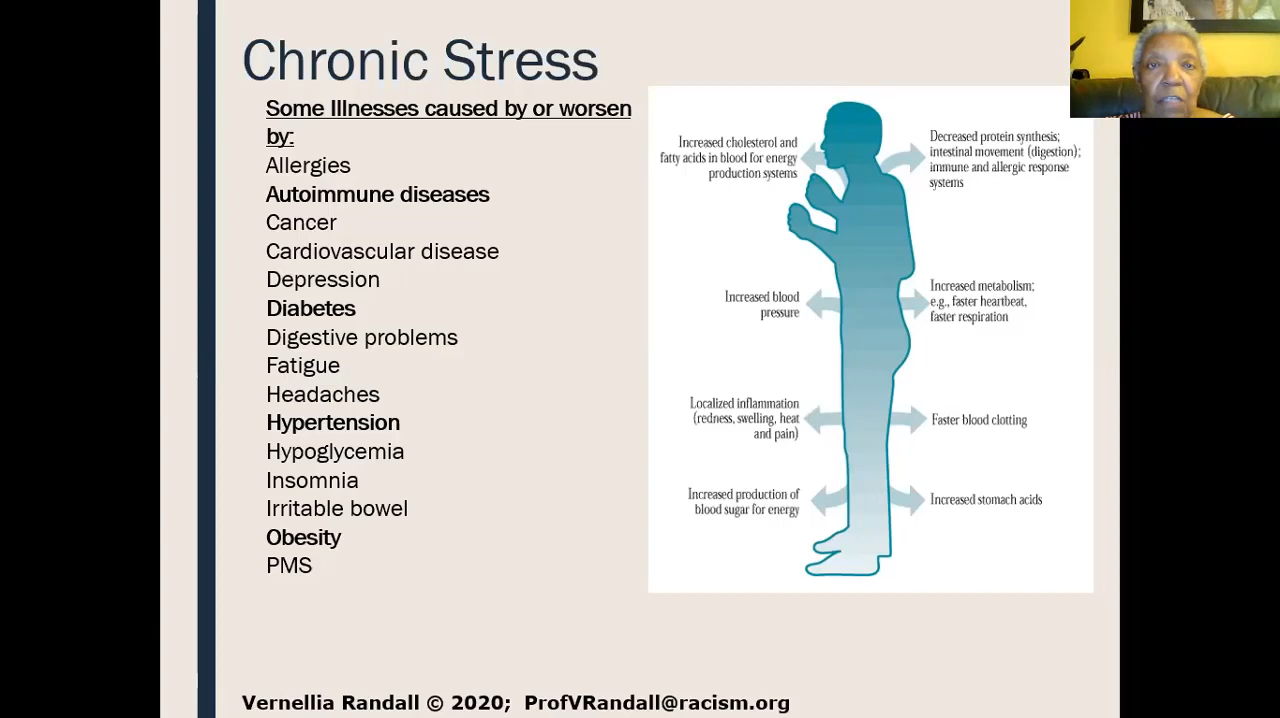 Chronic Stress
Some Illnesses caused by or worsen
by:
Allergies
Autoimmune diseases
Cancer
Cardiovascular disease
Depression
Diabetes
Digestive problems
Fatigue
Headaches
Hypertension
Hypoglycemia
Insomnia
Irritable bowel
Obesity
PMS
Increased cholesterol and
fatty acids in blood for energy
production systems
Decreased protein synthesis;
intestinal movement (digestion);
immune and allergic response
systems
Increased blood
pressure
Increased metabolism;
e.g., faster heartbeat,
faster respiration
Localized inflammation
(redness, swelling, heat
and pain)
Faster blood clotting
Increased production of
blood sugar for energy
Increased stomach acids
Vernellia Randall © 2020; ProfVRandall@racism.org